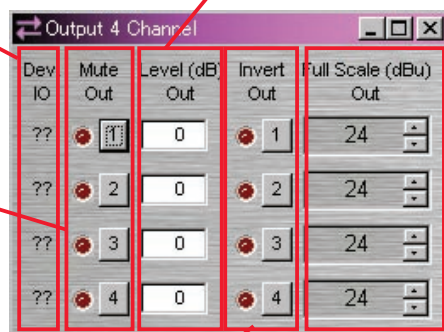 Output 4 Channel
Dev. Mute Level (dB) Invert Full Scale (dBu)
IO Out Out Out Out
?? 1 0 1 24
?? 2 0 2 24
?? 3 0 3 24
?? 4 0 4 24